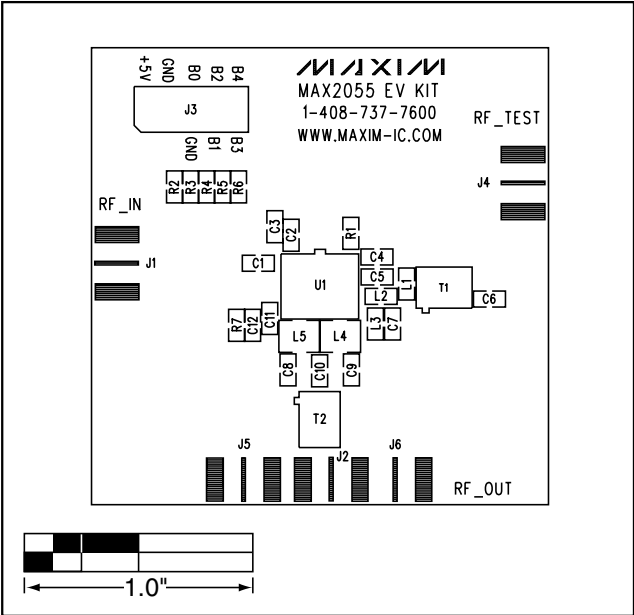 MAXIM
MAX2055 EV KIT
1-408-737-7600
WWW.MAXIM-IC.COM
+5V GND B0 B2 B4
J3
GND B1 B3
R2 R3 R4 R5 R6
RF_TEST
J4
RF_IN
J1
C3 C2 R1
C1 C4
C5
U1 L2 L1 T1 C6
R7 C12 C11 L3 C7
L5 L4
C8 C10 C9
T2
J5 J2 J6
RF_OUT
1.0"